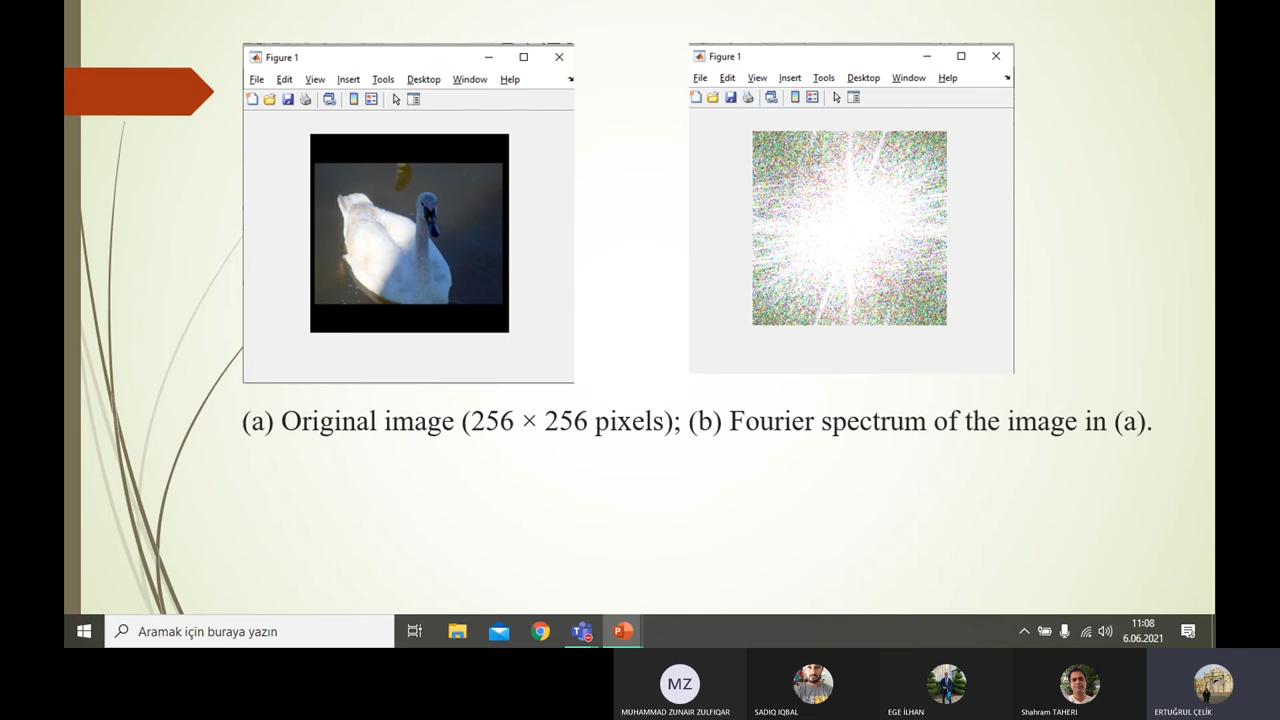 Figure 1
File Edit View Insert Tools Desktop Window Help
Figure 1
File Edit View Insert Tools Desktop Window Help
(a) Original image (256 × 256 pixels); (b) Fourier spectrum of the image in (a).
Aramak için buraya yazın
11:08
6.06.2021
MZ
MUHAMMAD ZUNAIR ZULFIQAR
SADIQ IQBAL
EGE İLHAN
Shahram TAHERI
ERTUĞRUL ÇELİK